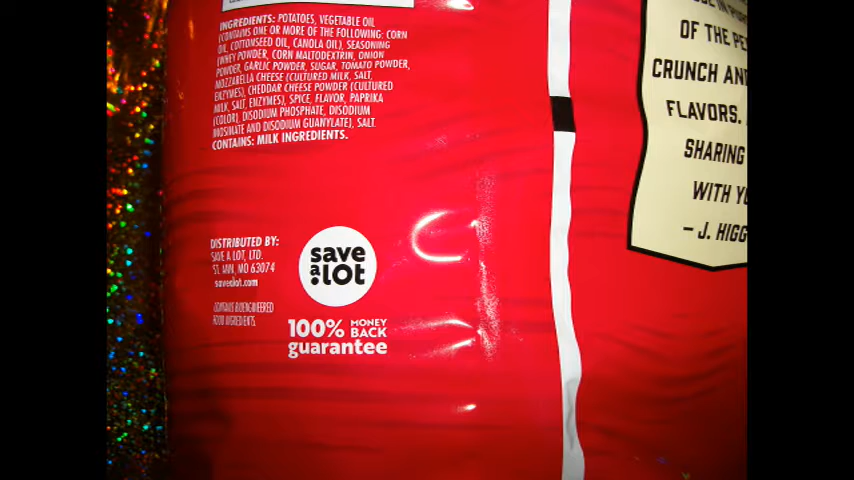 INGREDIENTS: POTATOES, VEGETABLE OIL
(CONTAINS ONE OR MORE OF THE FOLLOWING: CORN
OIL, COTTONSEED OIL, CANOLA OIL), SEASONING
(WHEY POWDER, CORN MALTODEXTRIN, ONION
POWDER, GARLIC POWDER, SUGAR, TOMATO POWDER,
MOZZARELLA CHEESE (CULTURED MILK, SALT,
ENZYMES), CHEDDAR CHEESE POWDER (CULTURED
MILK, SALT, ENZYMES), SPICE, FLAVOR, PAPRIKA
(COLOR), DISODIUM PHOSPHATE, DISODIUM
INOSINATE AND DISODIUM GUANYLATE), SALT.
CONTAINS: MILK INGREDIENTS.
DISTRIBUTED BY:
SAVE A LOT, LTD.
ST. ANN, MO 63074
savealot.com
CONTAINS BIOENGINEERED
FOOD INGREDIENTS.
save
a.lot
100% MONEY BACK
guarantee
OF THE
CRUNCH AND
FLAVORS.
SHARING
WITH
– J. HIGG